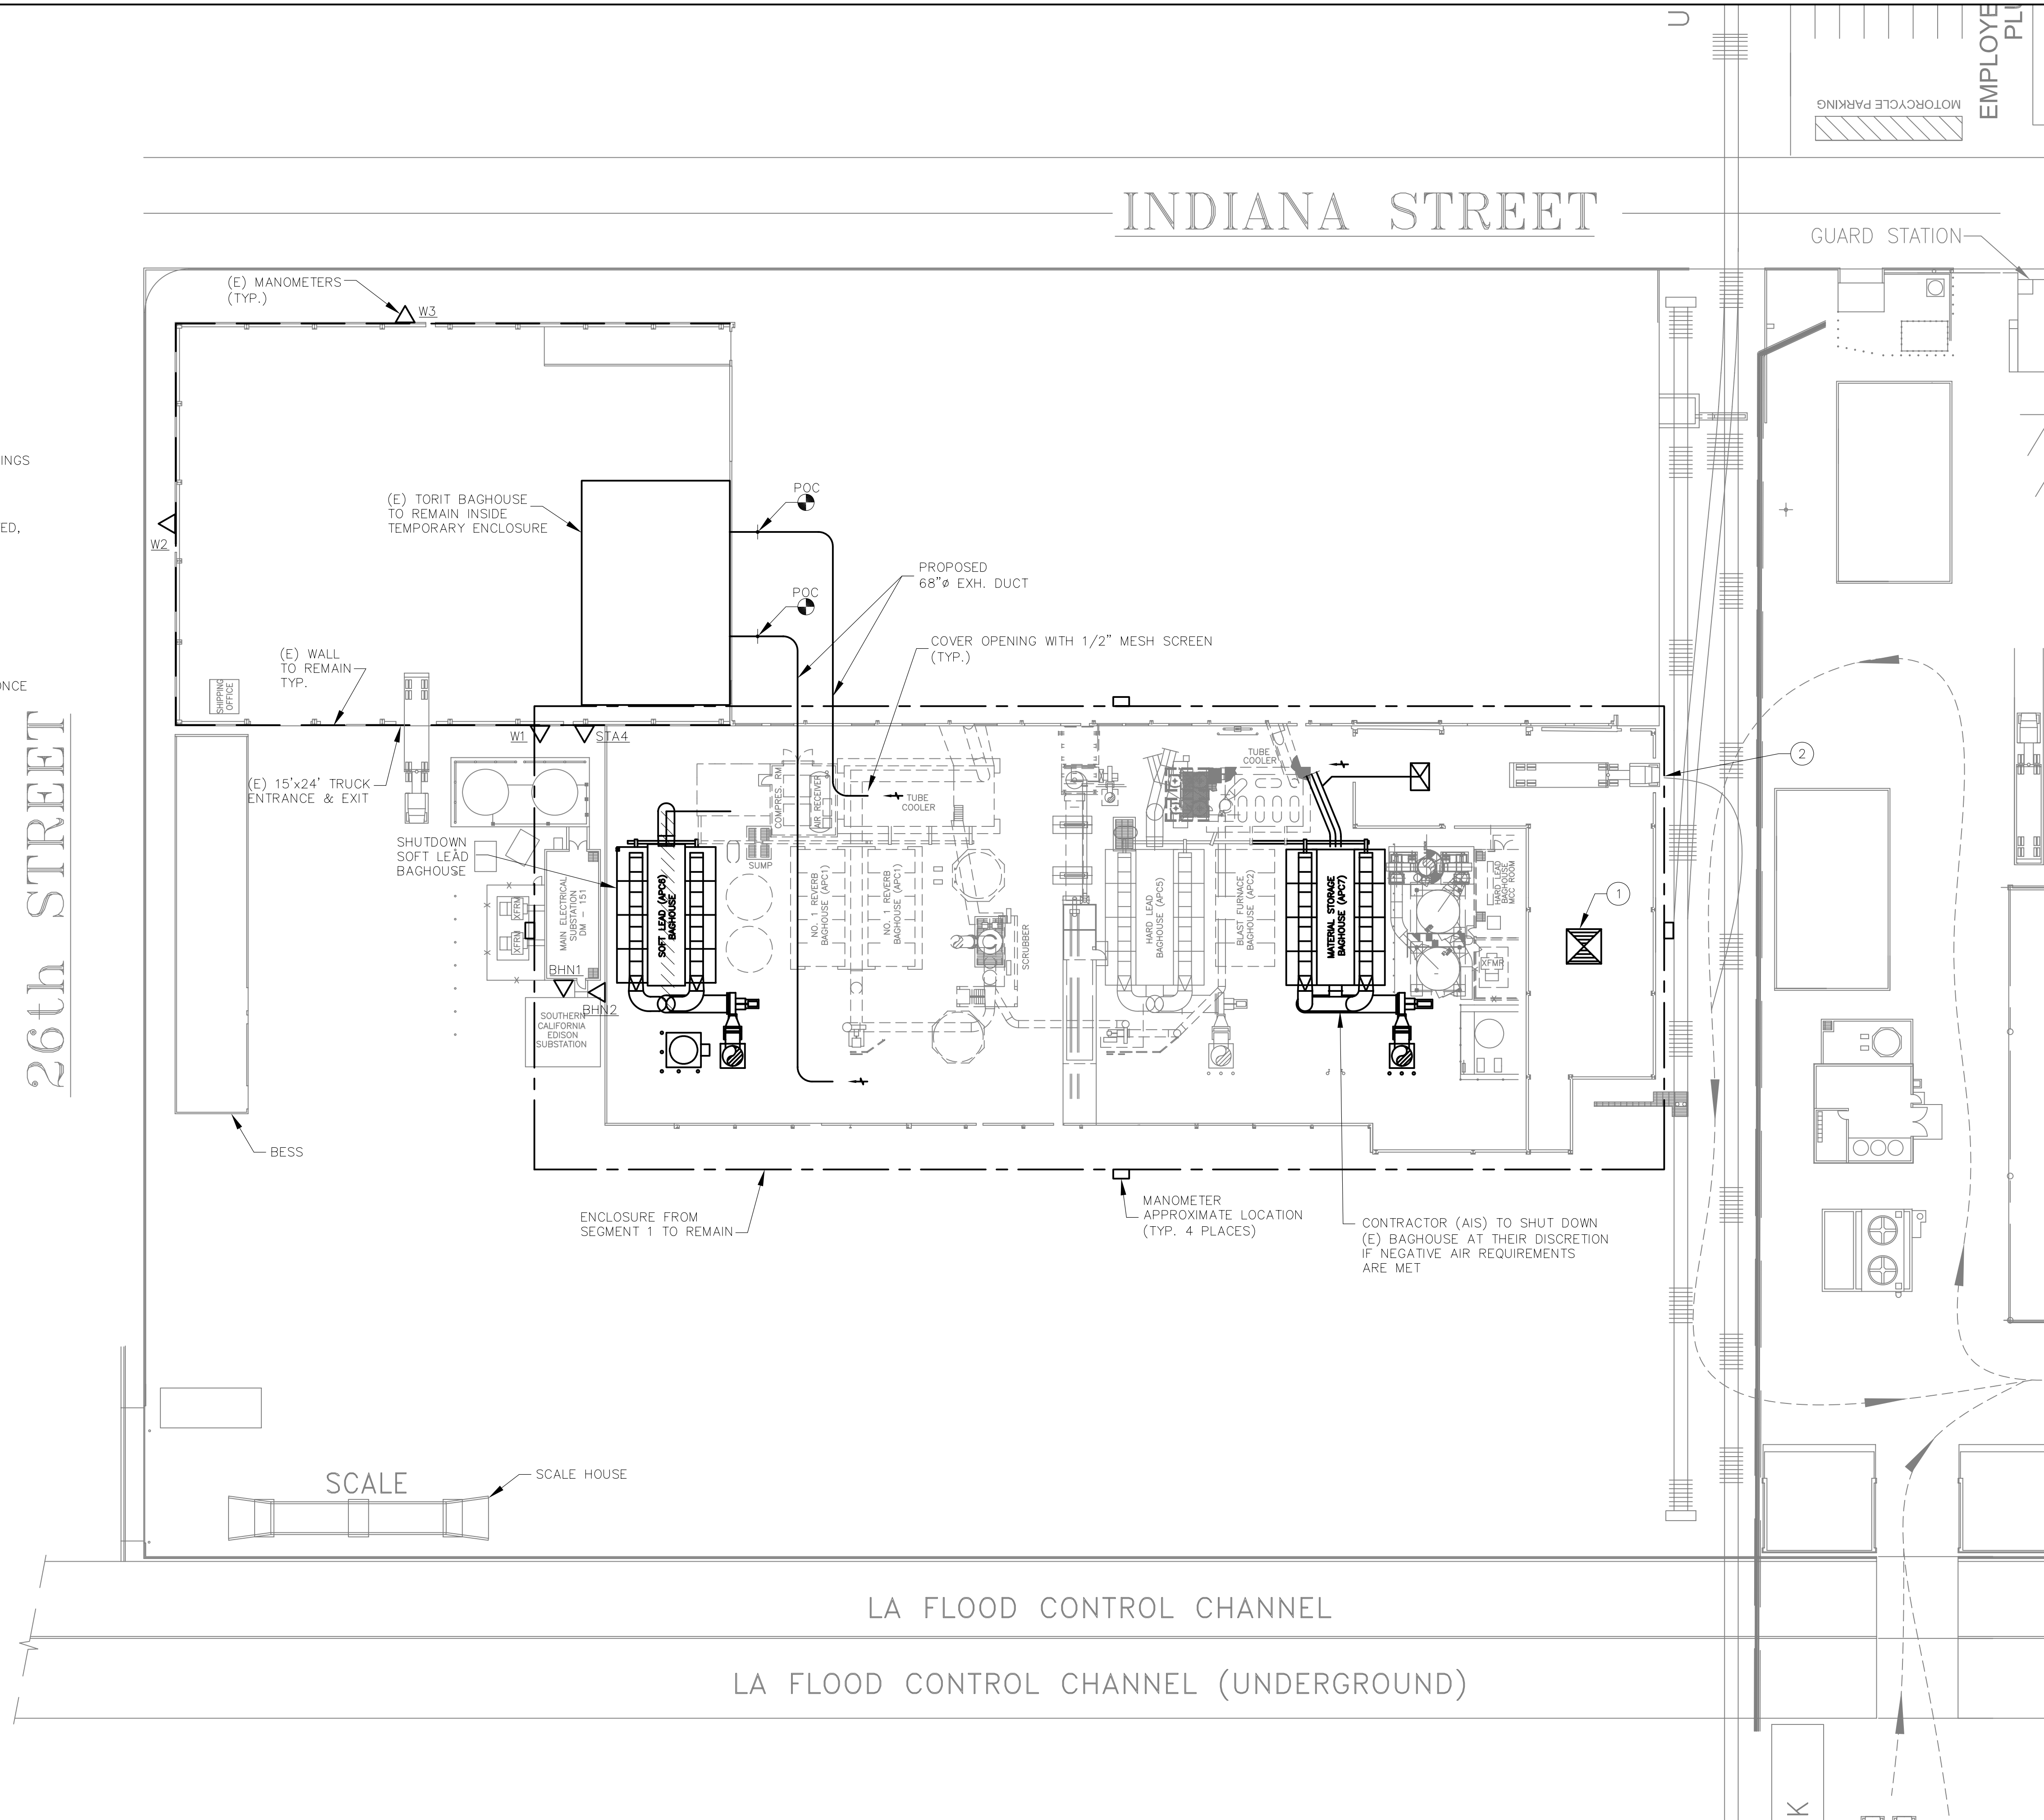 U
EMPLOYE
PLU
MOTORCYCLE PARKING
INDIANA STREET
GUARD STATION
(E) MANOMETERS
(TYP.)
W3
INGS
ED,
ONCE
(E) TORIT BAGHOUSE
TO REMAIN INSIDE
TEMPORARY ENCLOSURE
POC
W2
PROPOSED
68"ø EXH. DUCT
POC
COVER OPENING WITH 1/2" MESH SCREEN
(TYP.)
(E) WALL
TO REMAIN
TYP.
SHIPPING
OFFICE
W1
STA4
26th STREET
(E) 15'x24' TRUCK
ENTRANCE & EXIT
COMPRES. RM.
AIR RECEIVER
TUBE
COOLER
TUBE
COOLER
2
SHUTDOWN
SOFT LEAD
BAGHOUSE
SUMP
XFRM
XFRM
MAIN ELECTRICAL
SUBSTATION
DM - 151
SOFT LEAD (APC6)
BAGHOUSE
NO. 1 REVERB
BAGHOUSE (APC1)
NO. 1 REVERB
BAGHOUSE (APC1)
SCRUBBER
HARD LEAD
BAGHOUSE (APC5)
BLAST FURNACE
BAGHOUSE (APC2)
MATERIAL STORAGE
BAGHOUSE (APC7)
HARD LEAD
BAGHOUSE
MCC ROOM
XFMR
1
BHN1
BHN2
SOUTHERN
CALIFORNIA
EDISON
SUBSTATION
BESS
ENCLOSURE FROM
SEGMENT 1 TO REMAIN
MANOMETER
APPROXIMATE LOCATION
(TYP. 4 PLACES)
CONTRACTOR (AIS) TO SHUT DOWN
(E) BAGHOUSE AT THEIR DISCRETION
IF NEGATIVE AIR REQUIREMENTS
ARE MET
SCALE
SCALE HOUSE
LA FLOOD CONTROL CHANNEL
LA FLOOD CONTROL CHANNEL (UNDERGROUND)
K